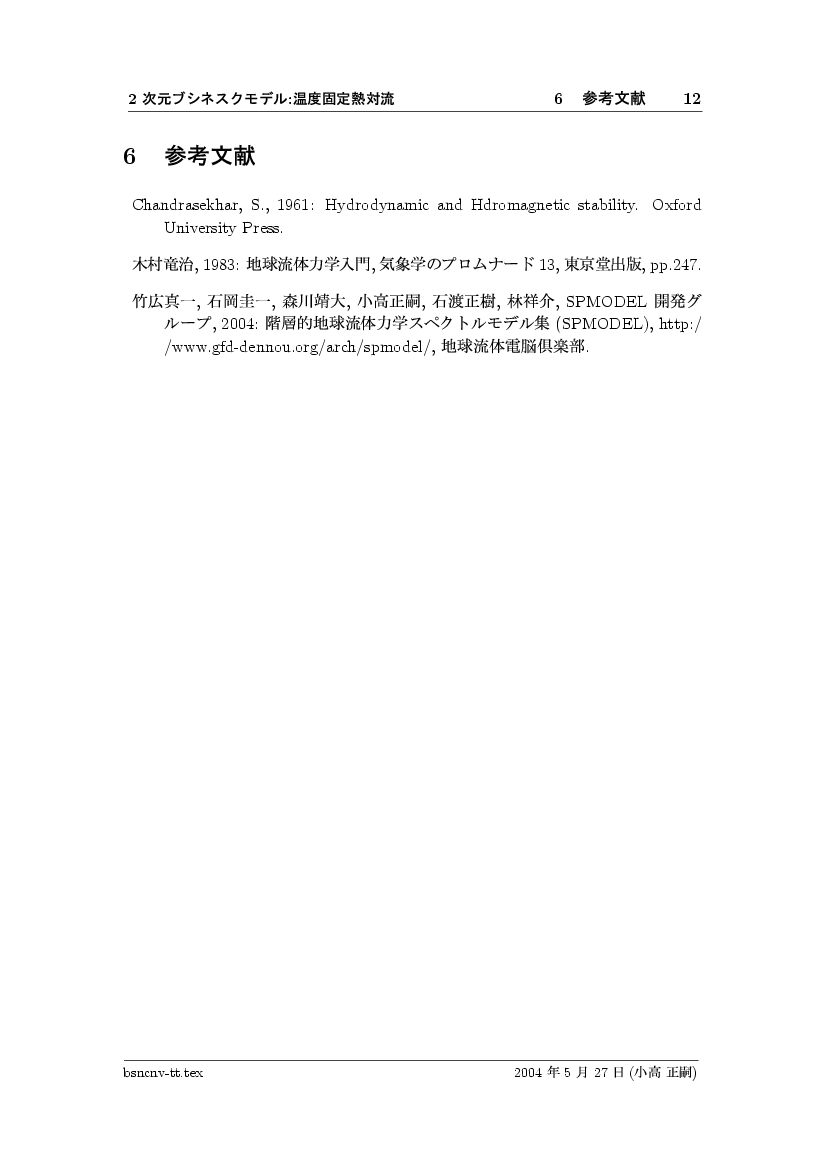 2 次元ブシネスクモデル:温度固定熱対流 6 参考文献 12
6 参考文献
Chandrasekhar, S., 1961: Hydrodynamic and Hdromagnetic stability. Oxford
University Press.
木村竜治, 1983: 地球流体力学入門, 気象学のプロムナード 13, 東京堂出版, pp.247.
竹広真一, 石岡圭一, 森川靖大, 小高正嗣, 石渡正樹, 林祥介, SPMODEL 開発グ
ループ, 2004: 階層的地球流体力学スペクトルモデル集 (SPMODEL), http:/
/www.gfd-dennou.org/arch/spmodel/, 地球流体電脳倶楽部.
bsncnv-tt.tex 2004 年 5 月 27 日 (小高 正嗣)